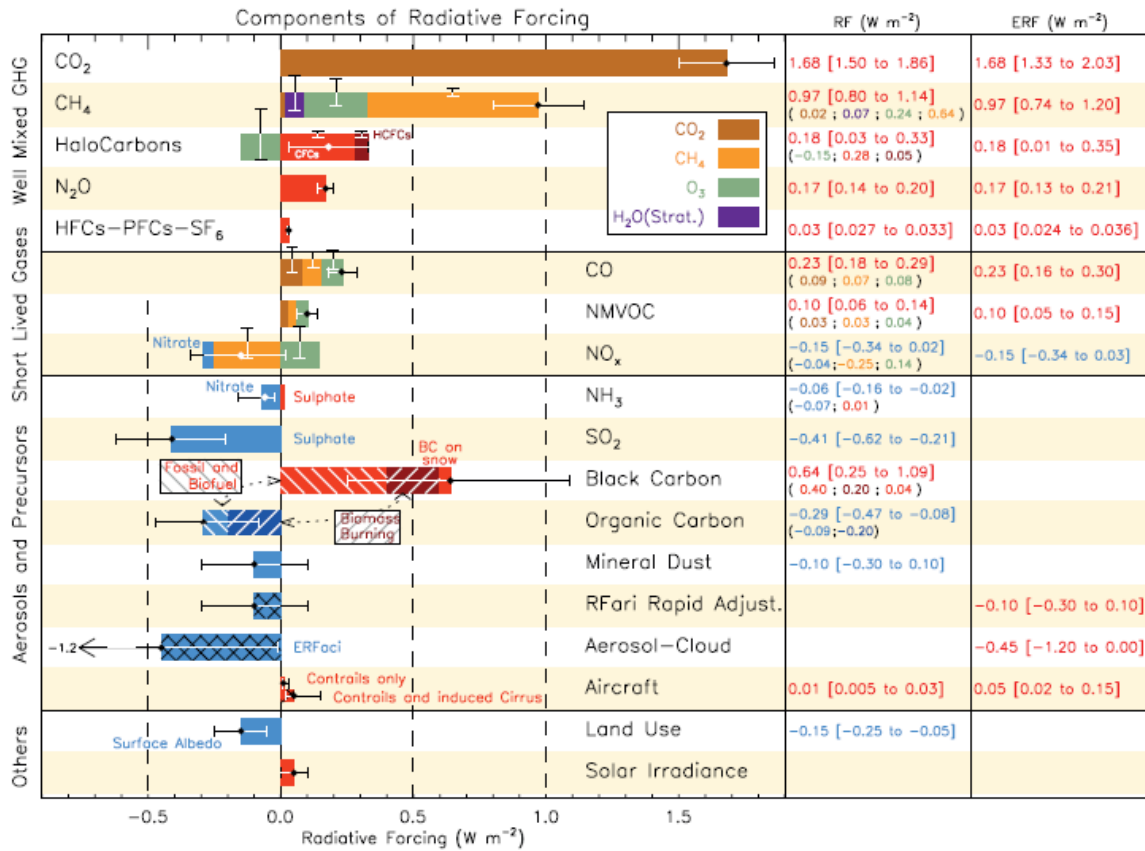 Components of Radiative Forcing
RF (W m⁻²)
ERF (W m⁻²)
Well Mixed GHG
CO₂
1.68 [1.50 to 1.86]
1.68 [1.33 to 2.03]
CH₄
0.97 [0.80 to 1.14]
( 0.02 ; 0.07 ; 0.24 ; 0.64 )
0.97 [0.74 to 1.20]
HaloCarbons
CFCs
HCFCs
0.18 [0.03 to 0.33]
(-0.15; 0.28 ; 0.05 )
0.18 [0.01 to 0.35]
N₂O
0.17 [0.14 to 0.20]
0.17 [0.13 to 0.21]
HFCs-PFCs-SF₆
0.03 [0.027 to 0.033]
0.03 [0.024 to 0.036]
CO₂
CH₄
O₃
H₂O(Strat.)
Short Lived Gases
CO
0.23 [0.18 to 0.29]
( 0.09 ; 0.07 ; 0.08 )
0.23 [0.16 to 0.30]
NMVOC
0.10 [0.06 to 0.14]
( 0.03 ; 0.03 ; 0.04 )
0.10 [0.05 to 0.15]
Nitrate
NOₓ
-0.15 [-0.34 to 0.02]
(-0.04;-0.25; 0.14 )
-0.15 [-0.34 to 0.03]
Aerosols and Precursors
Nitrate
Sulphate
NH₃
-0.06 [-0.16 to -0.02]
(-0.07; 0.01 )
Sulphate
SO₂
-0.41 [-0.62 to -0.21]
Fossil and
Biofuel
BC on
snow
Black Carbon
0.64 [0.25 to 1.09]
( 0.40 ; 0.20 ; 0.04 )
Biomass
Burning
Organic Carbon
-0.29 [-0.47 to -0.08]
(-0.09;-0.20)
Mineral Dust
-0.10 [-0.30 to 0.10]
RFari Rapid Adjust.
-0.10 [-0.30 to 0.10]
-1.2
ERFaci
Aerosol-Cloud
-0.45 [-1.20 to 0.00]
Contrails only
Contrails and induced Cirrus
Aircraft
0.01 [0.005 to 0.03]
0.05 [0.02 to 0.15]
Others
Surface Albedo
Land Use
-0.15 [-0.25 to -0.05]
Solar Irradiance
-0.5 0.0 0.5 1.0 1.5
Radiative Forcing (W m⁻²)